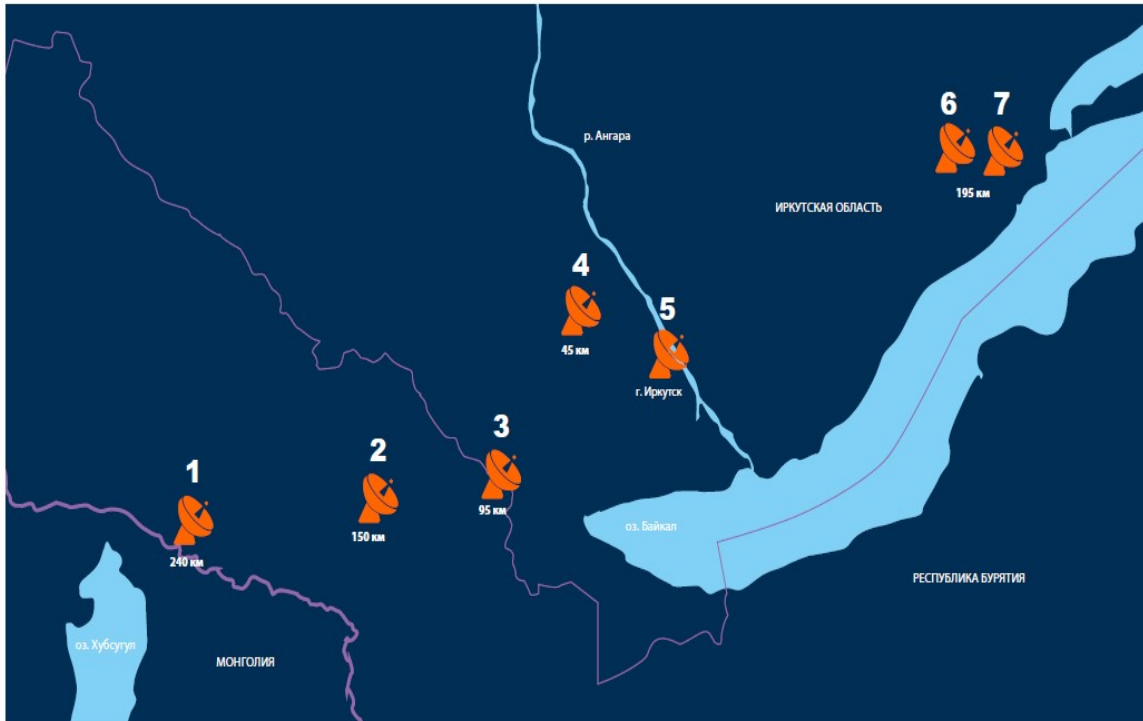 6 7
р. Ангара
195 км
ИРКУТСКАЯ ОБЛАСТЬ
4
5
45 км
г. Иркутск
3
2
1
95 км
оз. Байкал
150 км
240 км
РЕСПУБЛИКА БУРЯТИЯ
оз. Хубсугул
МОНГОЛИЯ